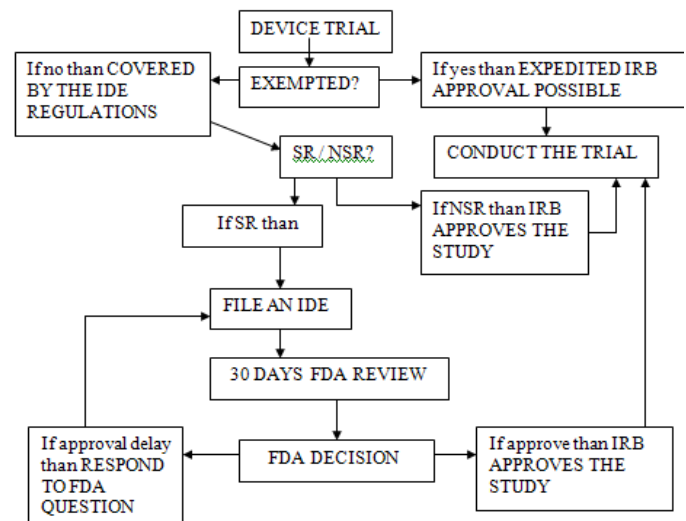 DEVICE TRIAL
If no than COVERED
BY THE IDE
REGULATIONS
EXEMPTED?
If yes than EXPEDITED IRB
APPROVAL POSSIBLE
SR / NSR?
CONDUCT THE TRIAL
If SR than
If NSR than IRB
APPROVES THE
STUDY
FILE AN IDE
30 DAYS FDA REVIEW
If approval delay
than RESPOND
TO FDA
QUESTION
FDA DECISION
If approve than IRB
APPROVES THE
STUDY